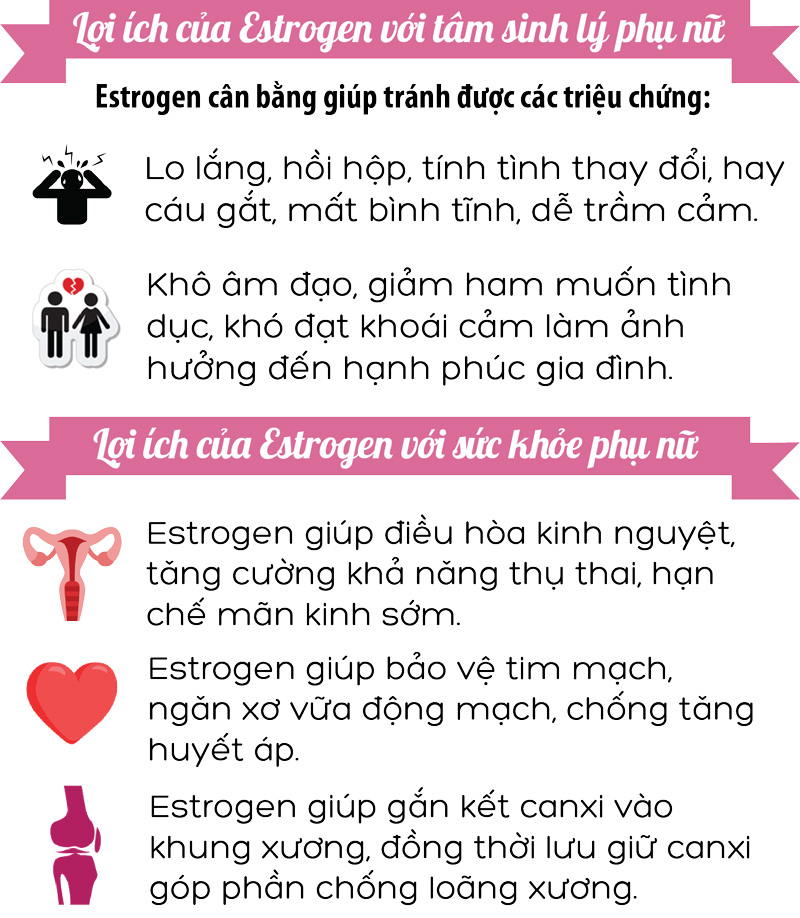 Lợi ích của Estrogen với tâm sinh lý phụ nữ
Estrogen cân bằng giúp tránh được các triệu chứng:
Lo lắng, hồi hộp, tính tình thay đổi, hay
cáu gắt, mất bình tĩnh, dễ trầm cảm.
Khô âm đạo, giảm ham muốn tình
dục, khó đạt khoái cảm làm ảnh
hưởng đến hạnh phúc gia đình.
Lợi ích của Estrogen với sức khỏe phụ nữ
Estrogen giúp điều hòa kinh nguyệt,
tăng cường khả năng thụ thai, hạn
chế mãn kinh sớm.
Estrogen giúp bảo vệ tim mạch,
ngăn xơ vữa động mạch, chống tăng
huyết áp.
Estrogen giúp gắn kết canxi vào
khung xương, đồng thời lưu giữ canxi
góp phần chống loãng xương.